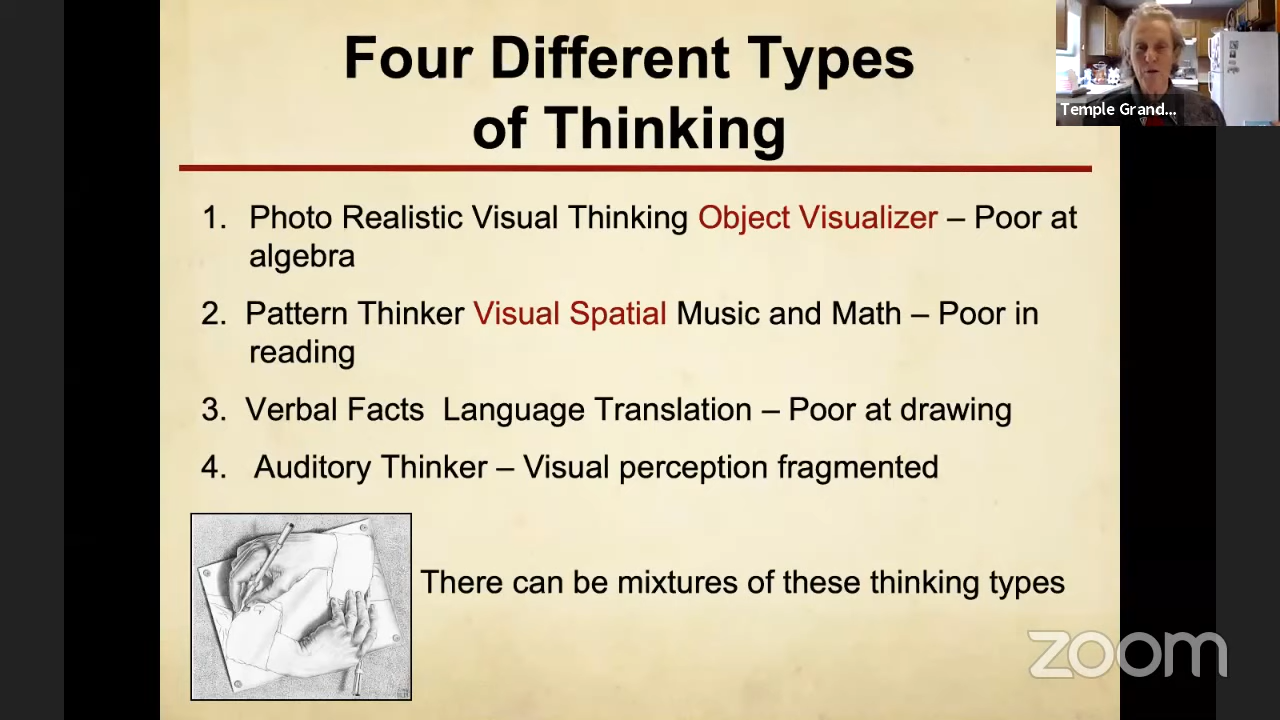 Four Different Types
of Thinking
Temple Grand...
1. Photo Realistic Visual Thinking Object Visualizer – Poor at
algebra
2. Pattern Thinker Visual Spatial Music and Math – Poor in
reading
3. Verbal Facts  Language Translation – Poor at drawing
4. Auditory Thinker – Visual perception fragmented
There can be mixtures of these thinking types
zoom